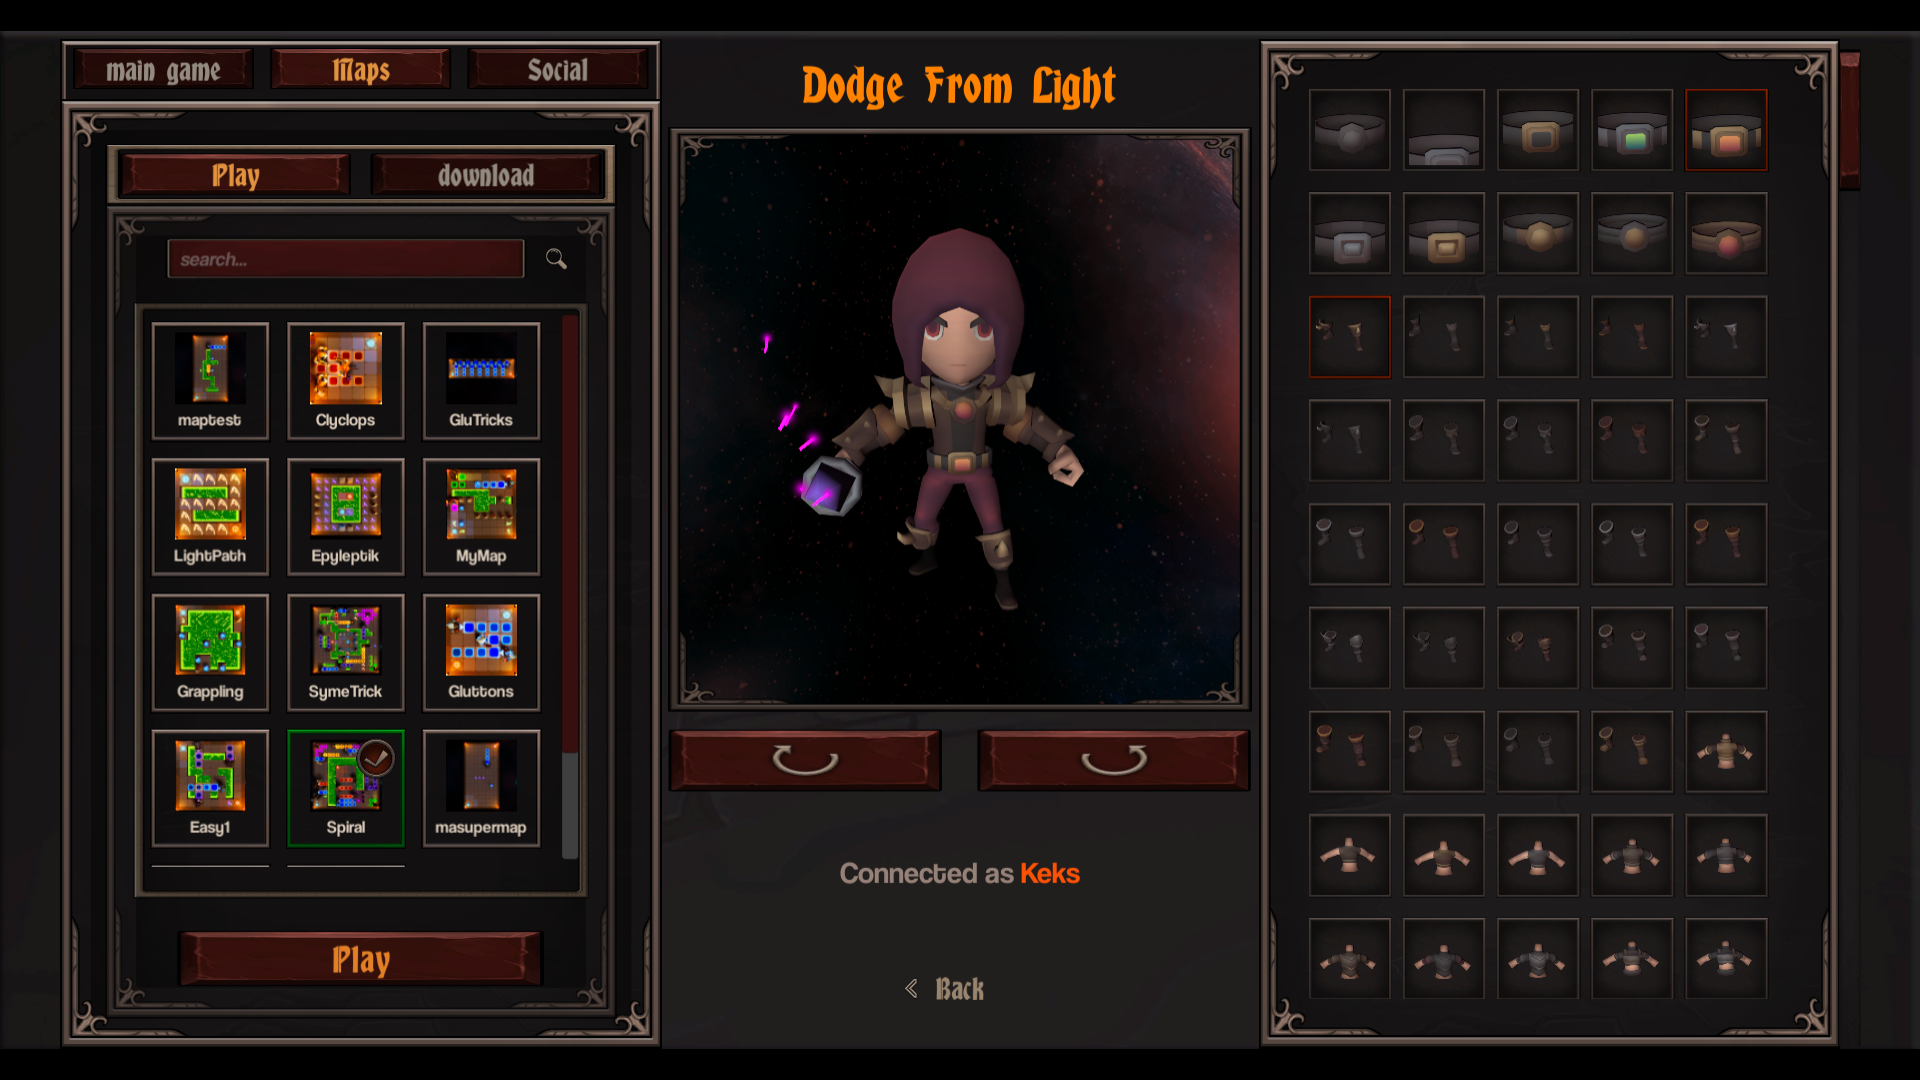 main game
Maps
Social
Dodge From Light
Play
download
search...
maptest
Clyclops
GluTricks
LightPath
Epyleptik
MyMap
Grappling
SymeTrick
Gluttons
Easy1
Spiral
masupermap
Play
Connected as Keks
< Back